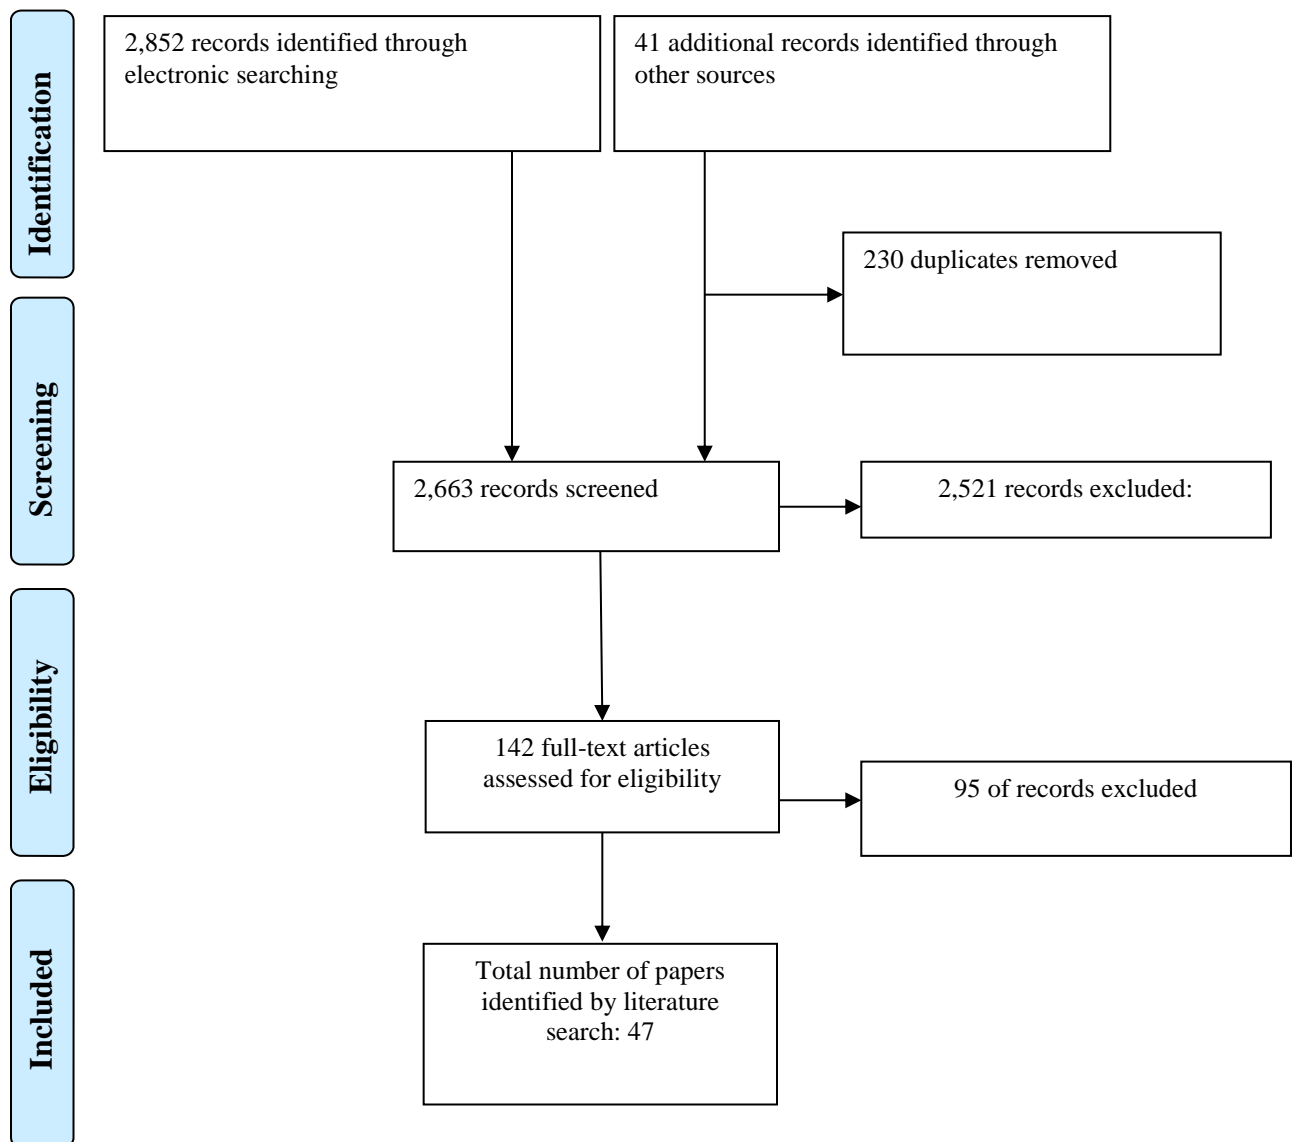 Identification
2,852 records identified through
electronic searching
41 additional records identified through
other sources
230 duplicates removed
Screening
2,663 records screened
2,521 records excluded:
Eligibility
142 full-text articles
assessed for eligibility
95 of records excluded
Included
Total number of papers
identified by literature
search: 47